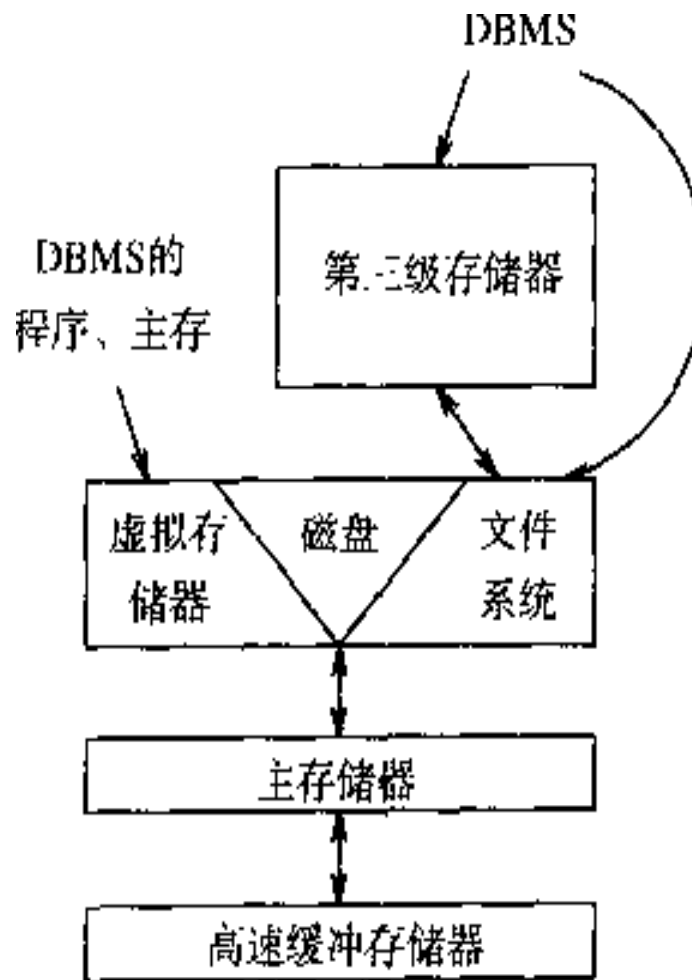 DBMS
DBMS的
程序、主存
第三级存储器
虚拟存
储器
磁盘
文件
系统
主存储器
高速缓冲存储器